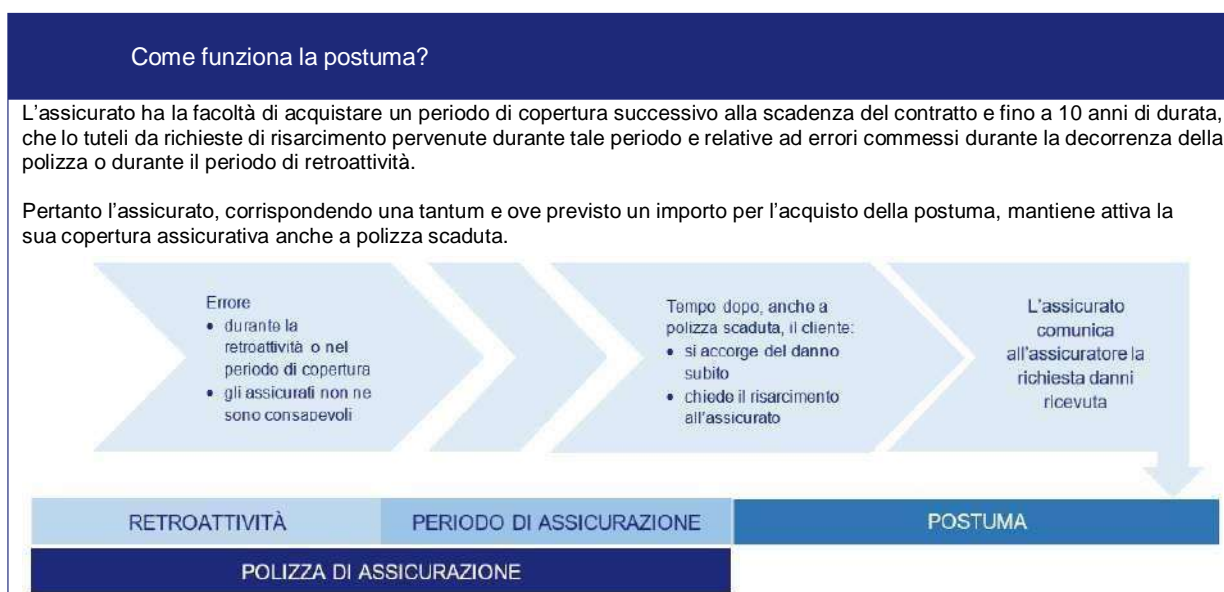 Come funziona la postuma?
L'assicurato ha la facoltà di acquistare un periodo di copertura successivo alla scadenza del contratto e fino a 10 anni di durata,
che lo tuteli da richieste di risarcimento pervenute durante tale periodo e relative ad errori commessi durante la decorrenza della
polizza o durante il periodo di retroattività.
Pertanto l'assicurato, corrispondendo una tantum e ove previsto un importo per l'acquisto della postuma, mantiene attiva la
sua copertura assicurativa anche a polizza scaduta.
Errore
• durante la
retroattività o nel
periodo di copertura
• gli assicurati non ne
sono consapevoli
Tempo dopo, anche a
polizza scaduta, il cliente:
• si accorge del danno
subito
• chiede il risarcimento
all'assicurato
L'assicurato
comunica
all'assicuratore la
richiesta danni
ricevuta
RETROATTIVITÀ
PERIODO DI ASSICURAZIONE
POSTUMA
POLIZZA DI ASSICURAZIONE